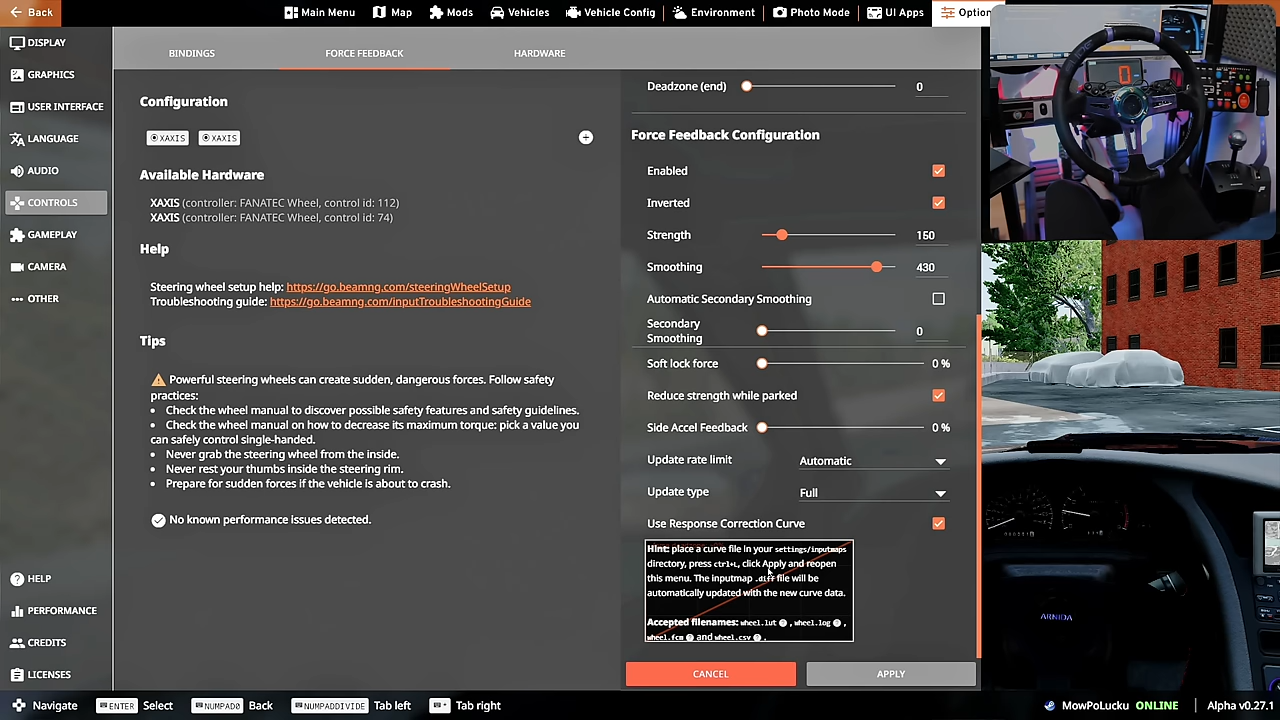 Back
Main Menu
Map
Mods
Vehicles
Vehicle Config
Environment
Photo Mode
UI Apps
Option
DISPLAY
GRAPHICS
USER INTERFACE
LANGUAGE
AUDIO
CONTROLS
GAMEPLAY
CAMERA
OTHER
HELP
PERFORMANCE
CREDITS
LICENSES
BINDINGS
FORCE FEEDBACK
HARDWARE
Configuration
XAXIS
XAXIS
Available Hardware
XAXIS (controller: FANATEC Wheel, control id: 112)
XAXIS (controller: FANATEC Wheel, control id: 74)
Help
Steering wheel setup help: https://go.beamng.com/steeringWheelSetup
Troubleshooting guide: https://go.beamng.com/inputTroubleshootingGuide
Tips
Powerful steering wheels can create sudden, dangerous forces. Follow safety
practices:
• Check the wheel manual to discover possible safety features and safety guidelines.
• Check the wheel manual on how to decrease its maximum torque: pick a value you
can safely control single-handed.
• Never grab the steering wheel from the inside.
• Never rest your thumbs inside the steering rim.
• Prepare for sudden forces if the vehicle is about to crash.
No known performance issues detected.
Deadzone (end) 0
Force Feedback Configuration
Enabled
Inverted
Strength 150
Smoothing 430
Automatic Secondary Smoothing
Secondary
Smoothing 0
Soft lock force 0 %
Reduce strength while parked
Side Accel Feedback 0 %
Update rate limit Automatic
Update type Full
Use Response Correction Curve
Hint: place a curve file in your settings/inputmaps
directory, press ctrl+L, click Apply and reopen
this menu. The inputmap .diff file will be
automatically updated with the new curve data.
Accepted filenames: wheel.lut ? , wheel.log ? ,
wheel.fcm ? and wheel.csv ? .
CANCEL
APPLY
0
ARNIDA
Navigate
ENTER Select
NUMPAD0 Back
NUMPADDIVIDE Tab left
Tab right
MowPoLucku ONLINE
Alpha v0.27.1